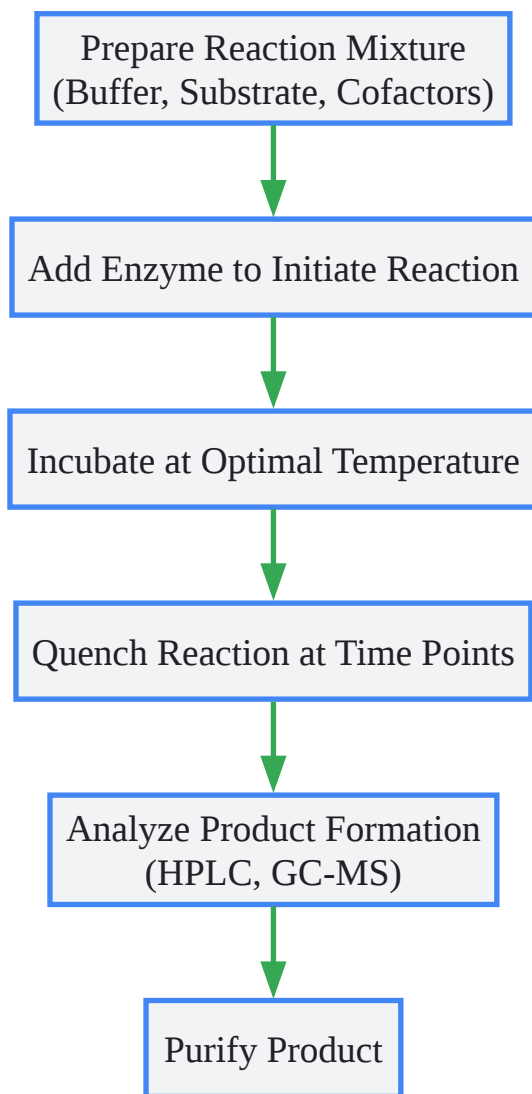 Prepare Reaction Mixture
(Buffer, Substrate, Cofactors)
Add Enzyme to Initiate Reaction
Incubate at Optimal Temperature
Quench Reaction at Time Points
Analyze Product Formation
(HPLC, GC-MS)
Purify Product